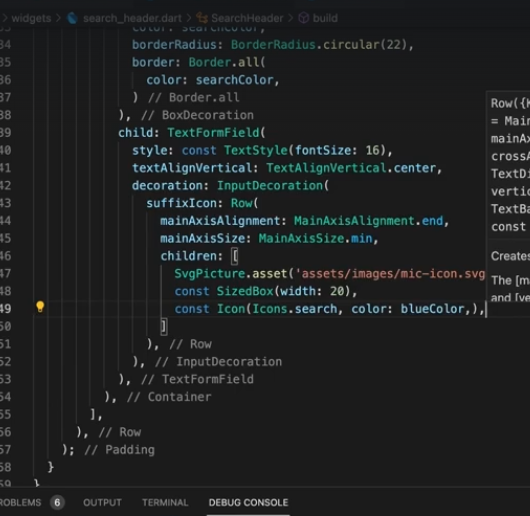 widgets > search_header.dart > SearchHeader > build
color: searchColor,
34 borderRadius: BorderRadius.circular(22),
35 border: Border.all(
36 color: searchColor,
37 ) // Border.all
38 ), // BoxDecoration
39 child: TextFormField(
40 style: const TextStyle(fontSize: 16),
41 textAlignVertical: TextAlignVertical.center,
42 decoration: InputDecoration(
43 suffixIcon: Row(
44 mainAxisAlignment: MainAxisAlignment.end,
45 mainAxisSize: MainAxisSize.min,
46 children: [
47 SvgPicture.asset('assets/images/mic-icon.svg
48 const SizedBox(width: 20),
49 const Icon(Icons.search, color: blueColor,),
50 ]
51 ), // Row
52 ), // InputDecoration
53 ), // TextFormField
54 ), // Container
55 ],
56 ), // Row
57 ); // Padding
58 }
59 }
Row({
= Main
mainAx
crossA
TextDi
vertic
TextBa
const
Creates
The [ma
and [ve
PROBLEMS 6 OUTPUT TERMINAL DEBUG CONSOLE